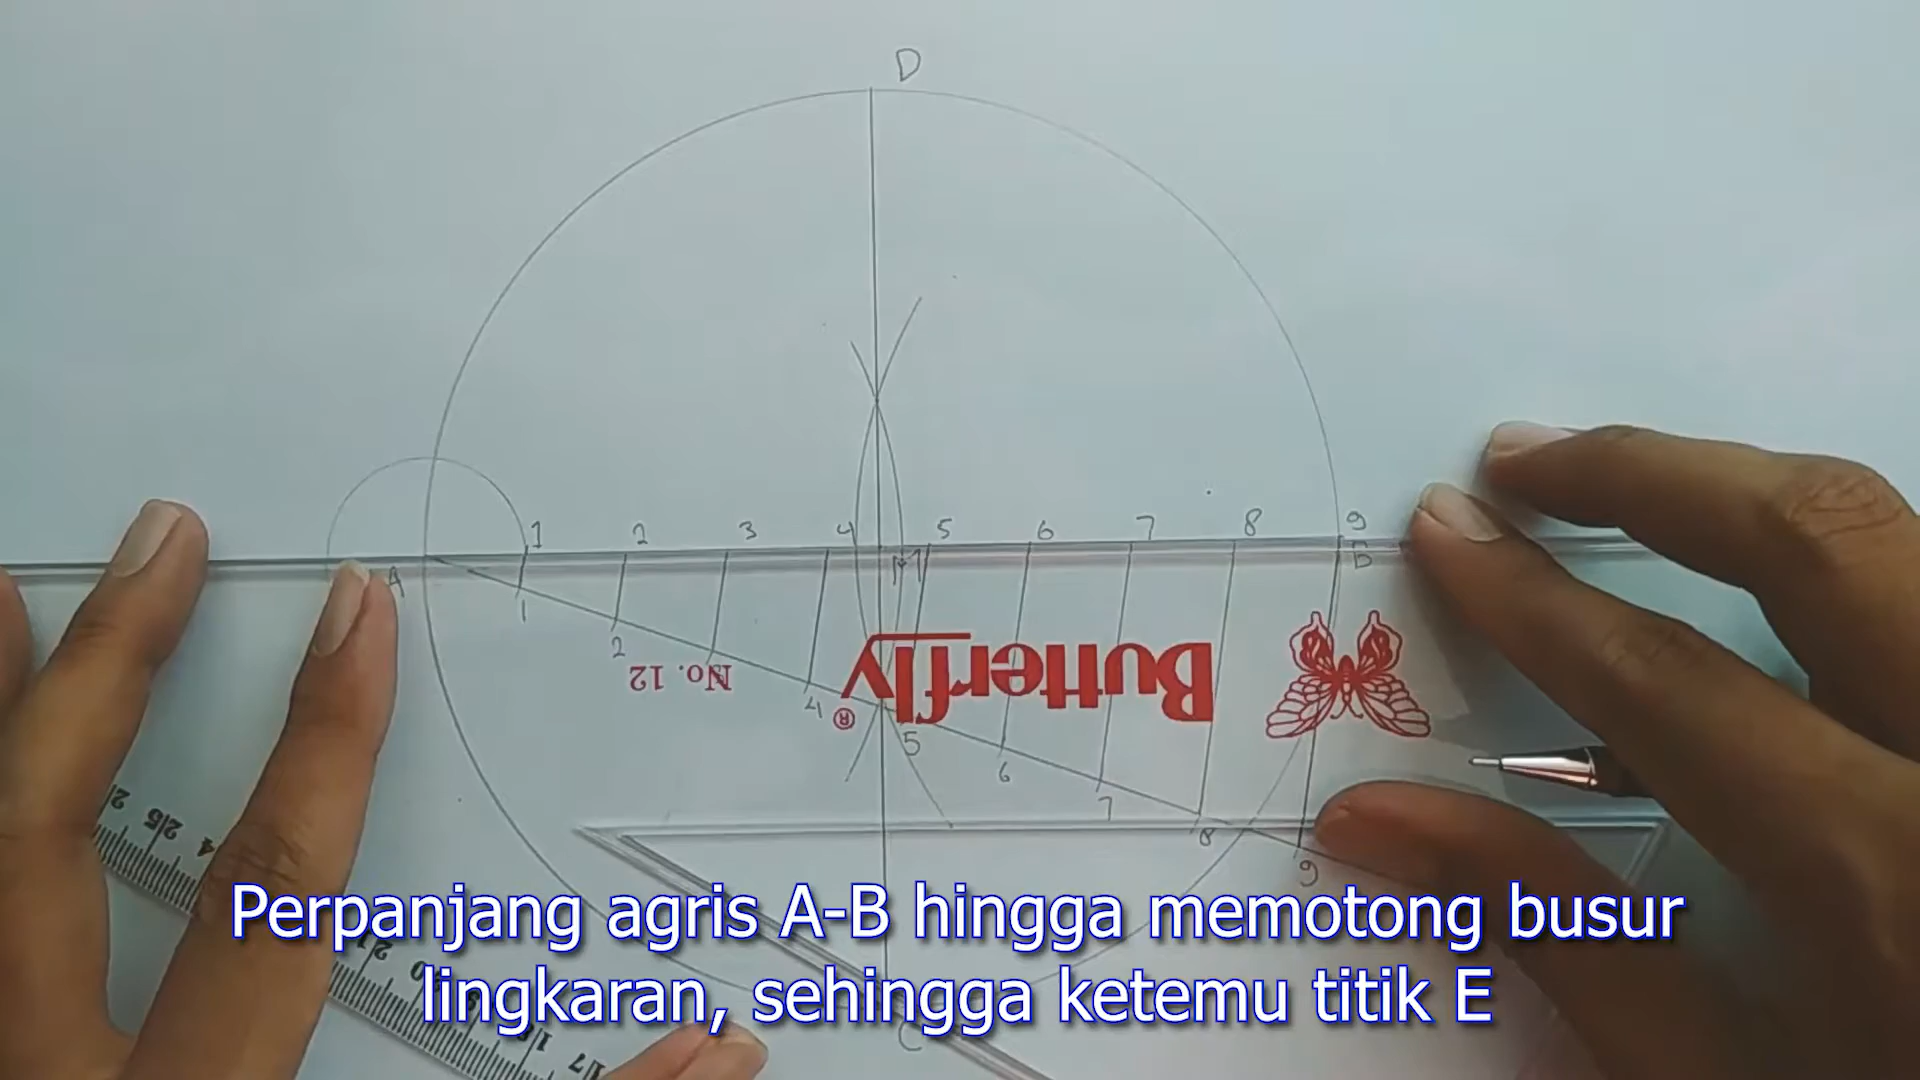 D
1 2 3 4 5 6 7 8 9
A M B
1
2
No. 12
Butterfly®
4
5
6
7
8
9
C
Perpanjang agris A-B hingga memotong busur
lingkaran, sehingga ketemu titik E